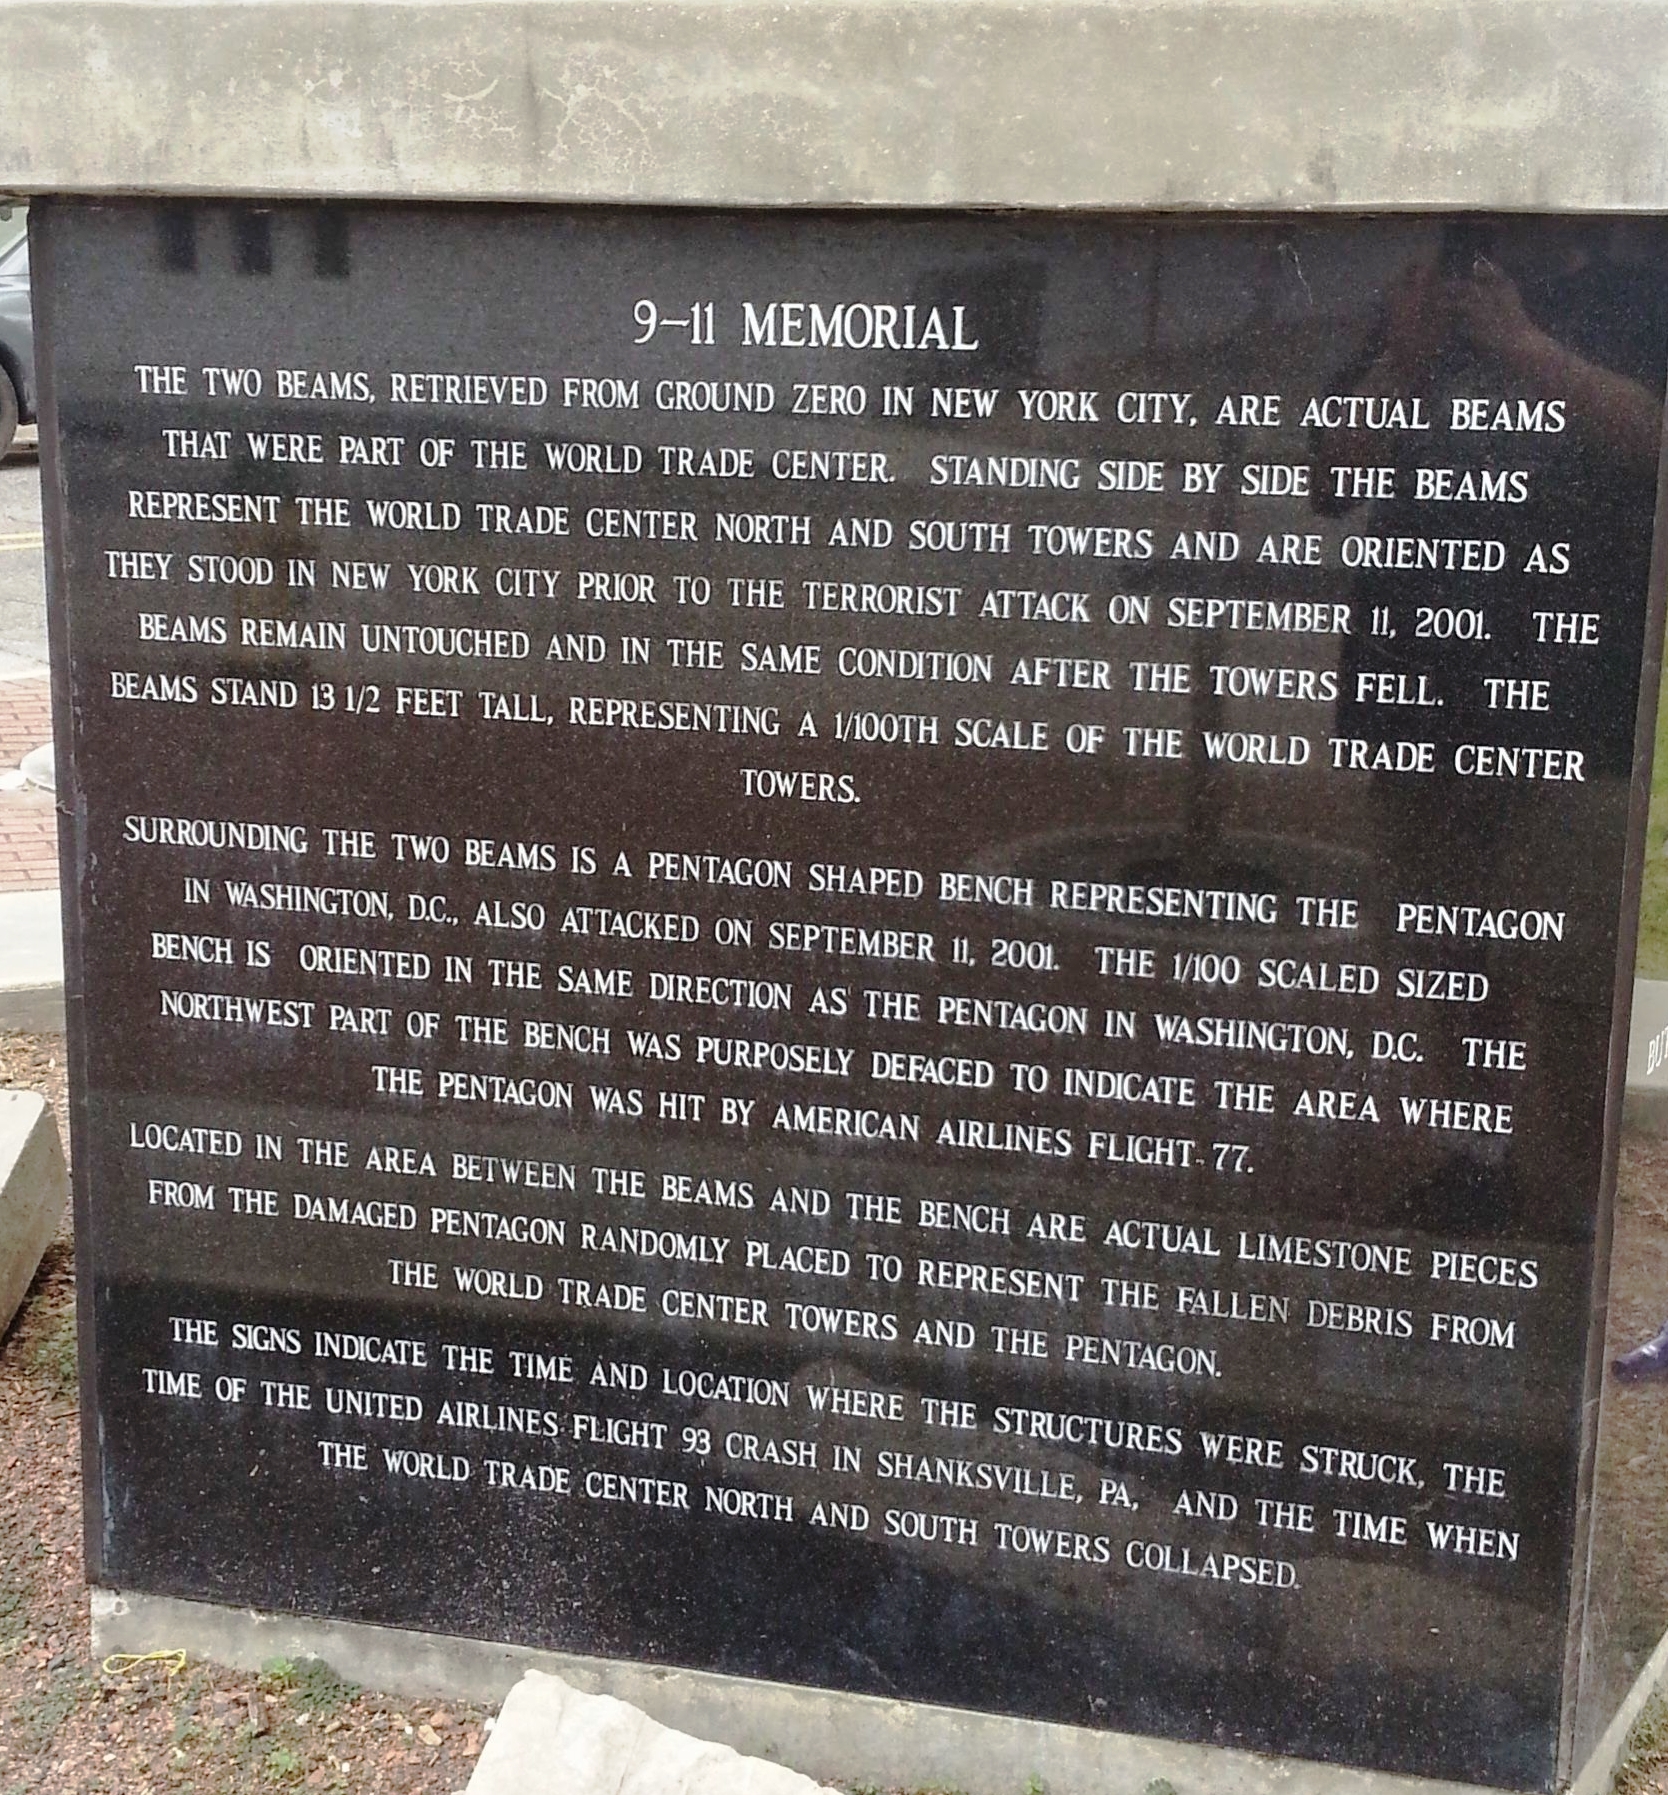 9-11 MEMORIAL
THE TWO BEAMS, RETRIEVED FROM GROUND ZERO IN NEW YORK CITY, ARE ACTUAL BEAMS
THAT WERE PART OF THE WORLD TRADE CENTER. STANDING SIDE BY SIDE THE BEAMS
REPRESENT THE WORLD TRADE CENTER NORTH AND SOUTH TOWERS AND ARE ORIENTED AS
THEY STOOD IN NEW YORK CITY PRIOR TO THE TERRORIST ATTACK ON SEPTEMBER 11, 2001. THE
BEAMS REMAIN UNTOUCHED AND IN THE SAME CONDITION AFTER THE TOWERS FELL. THE
BEAMS STAND 13 1/2 FEET TALL, REPRESENTING A 1/100TH SCALE OF THE WORLD TRADE CENTER
TOWERS.
SURROUNDING THE TWO BEAMS IS A PENTAGON SHAPED BENCH REPRESENTING THE PENTAGON
IN WASHINGTON, D.C., ALSO ATTACKED ON SEPTEMBER 11, 2001. THE 1/100 SCALED SIZED
BENCH IS ORIENTED IN THE SAME DIRECTION AS THE PENTAGON IN WASHINGTON, D.C. THE
NORTHWEST PART OF THE BENCH WAS PURPOSELY DEFACED TO INDICATE THE AREA WHERE
THE PENTAGON WAS HIT BY AMERICAN AIRLINES FLIGHT 77.
LOCATED IN THE AREA BETWEEN THE BEAMS AND THE BENCH ARE ACTUAL LIMESTONE PIECES
FROM THE DAMAGED PENTAGON RANDOMLY PLACED TO REPRESENT THE FALLEN DEBRIS FROM
THE WORLD TRADE CENTER TOWERS AND THE PENTAGON.
THE SIGNS INDICATE THE TIME AND LOCATION WHERE THE STRUCTURES WERE STRUCK, THE
TIME OF THE UNITED AIRLINES FLIGHT 93 CRASH IN SHANKSVILLE, PA, AND THE TIME WHEN
THE WORLD TRADE CENTER NORTH AND SOUTH TOWERS COLLAPSED.